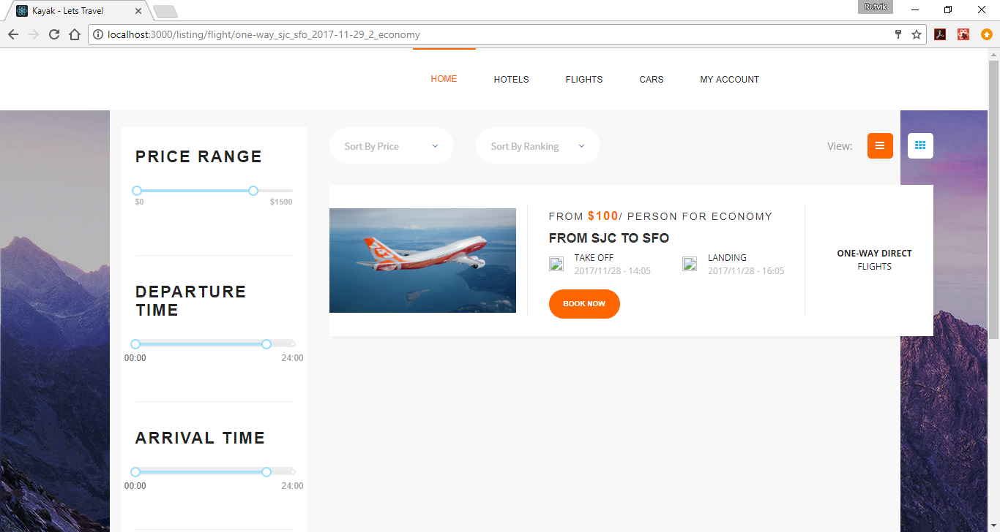 Kayak - Lets Travel
Rutvik
localhost:3000/listing/flight/one-way_sjc_sfo_2017-11-29_2_economy
HOME HOTELS FLIGHTS CARS MY ACCOUNT
PRICE RANGE
$0 $1500
DEPARTURE
TIME
00:00 24:00
ARRIVAL TIME
00:00 24:00
Sort By Price Sort By Ranking View:
747
FROM $100/ PERSON FOR ECONOMY
FROM SJC TO SFO
TAKE OFF
2017/11/28 - 14:05
LANDING
2017/11/28 - 16:05
BOOK NOW
ONE-WAY DIRECT
FLIGHTS